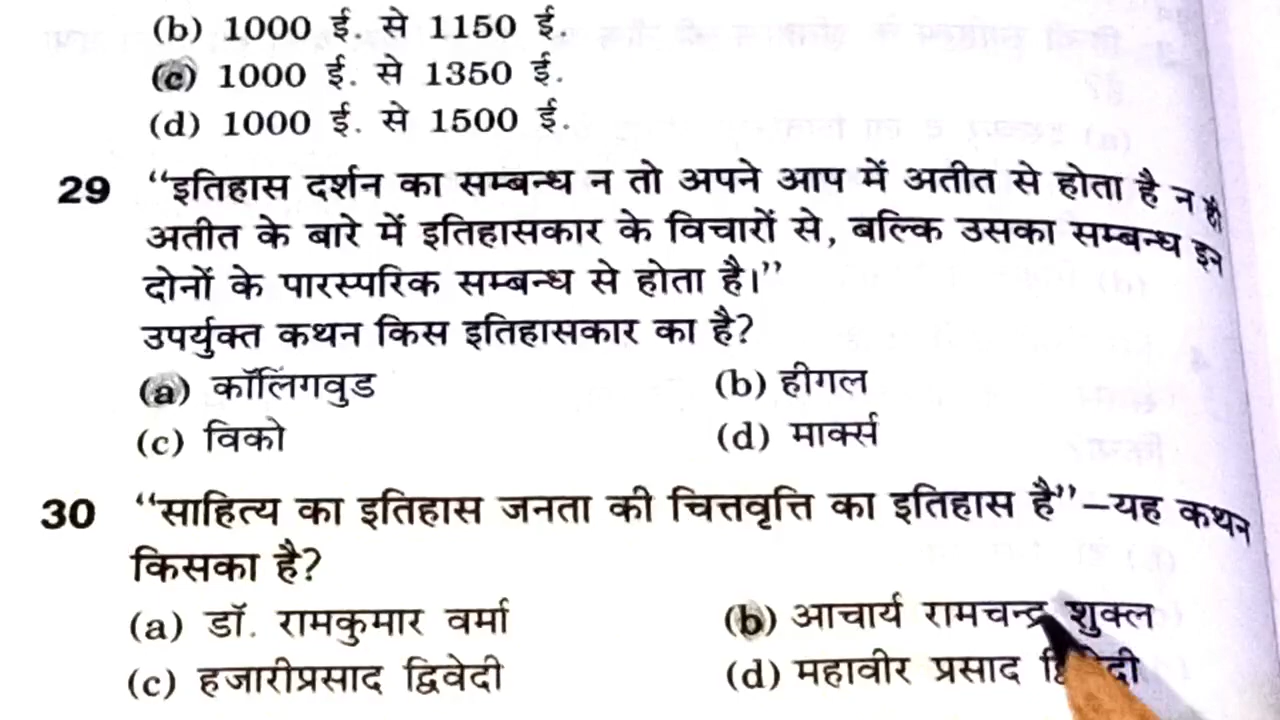 (b) 1000 ई. से 1150 ई.
(c) 1000 ई. से 1350 ई.
(d) 1000 ई. से 1500 ई.
29 “इतिहास दर्शन का सम्बन्ध न तो अपने आप में अतीत से होता है न ही
अतीत के बारे में इतिहासकार के विचारों से, बल्कि उसका सम्बन्ध इन
दोनों के पारस्परिक सम्बन्ध से होता है।”
उपर्युक्त कथन किस इतिहासकार का है?
(a) कॉलिंगवुड (b) हीगल
(c) विको (d) मार्क्स
30 “साहित्य का इतिहास जनता की चित्तवृत्ति का इतिहास है” –यह कथन
किसका है?
(a) डॉ. रामकुमार वर्मा (b) आचार्य रामचन्द्र शुक्ल
(c) हजारीप्रसाद द्विवेदी (d) महावीर प्रसाद